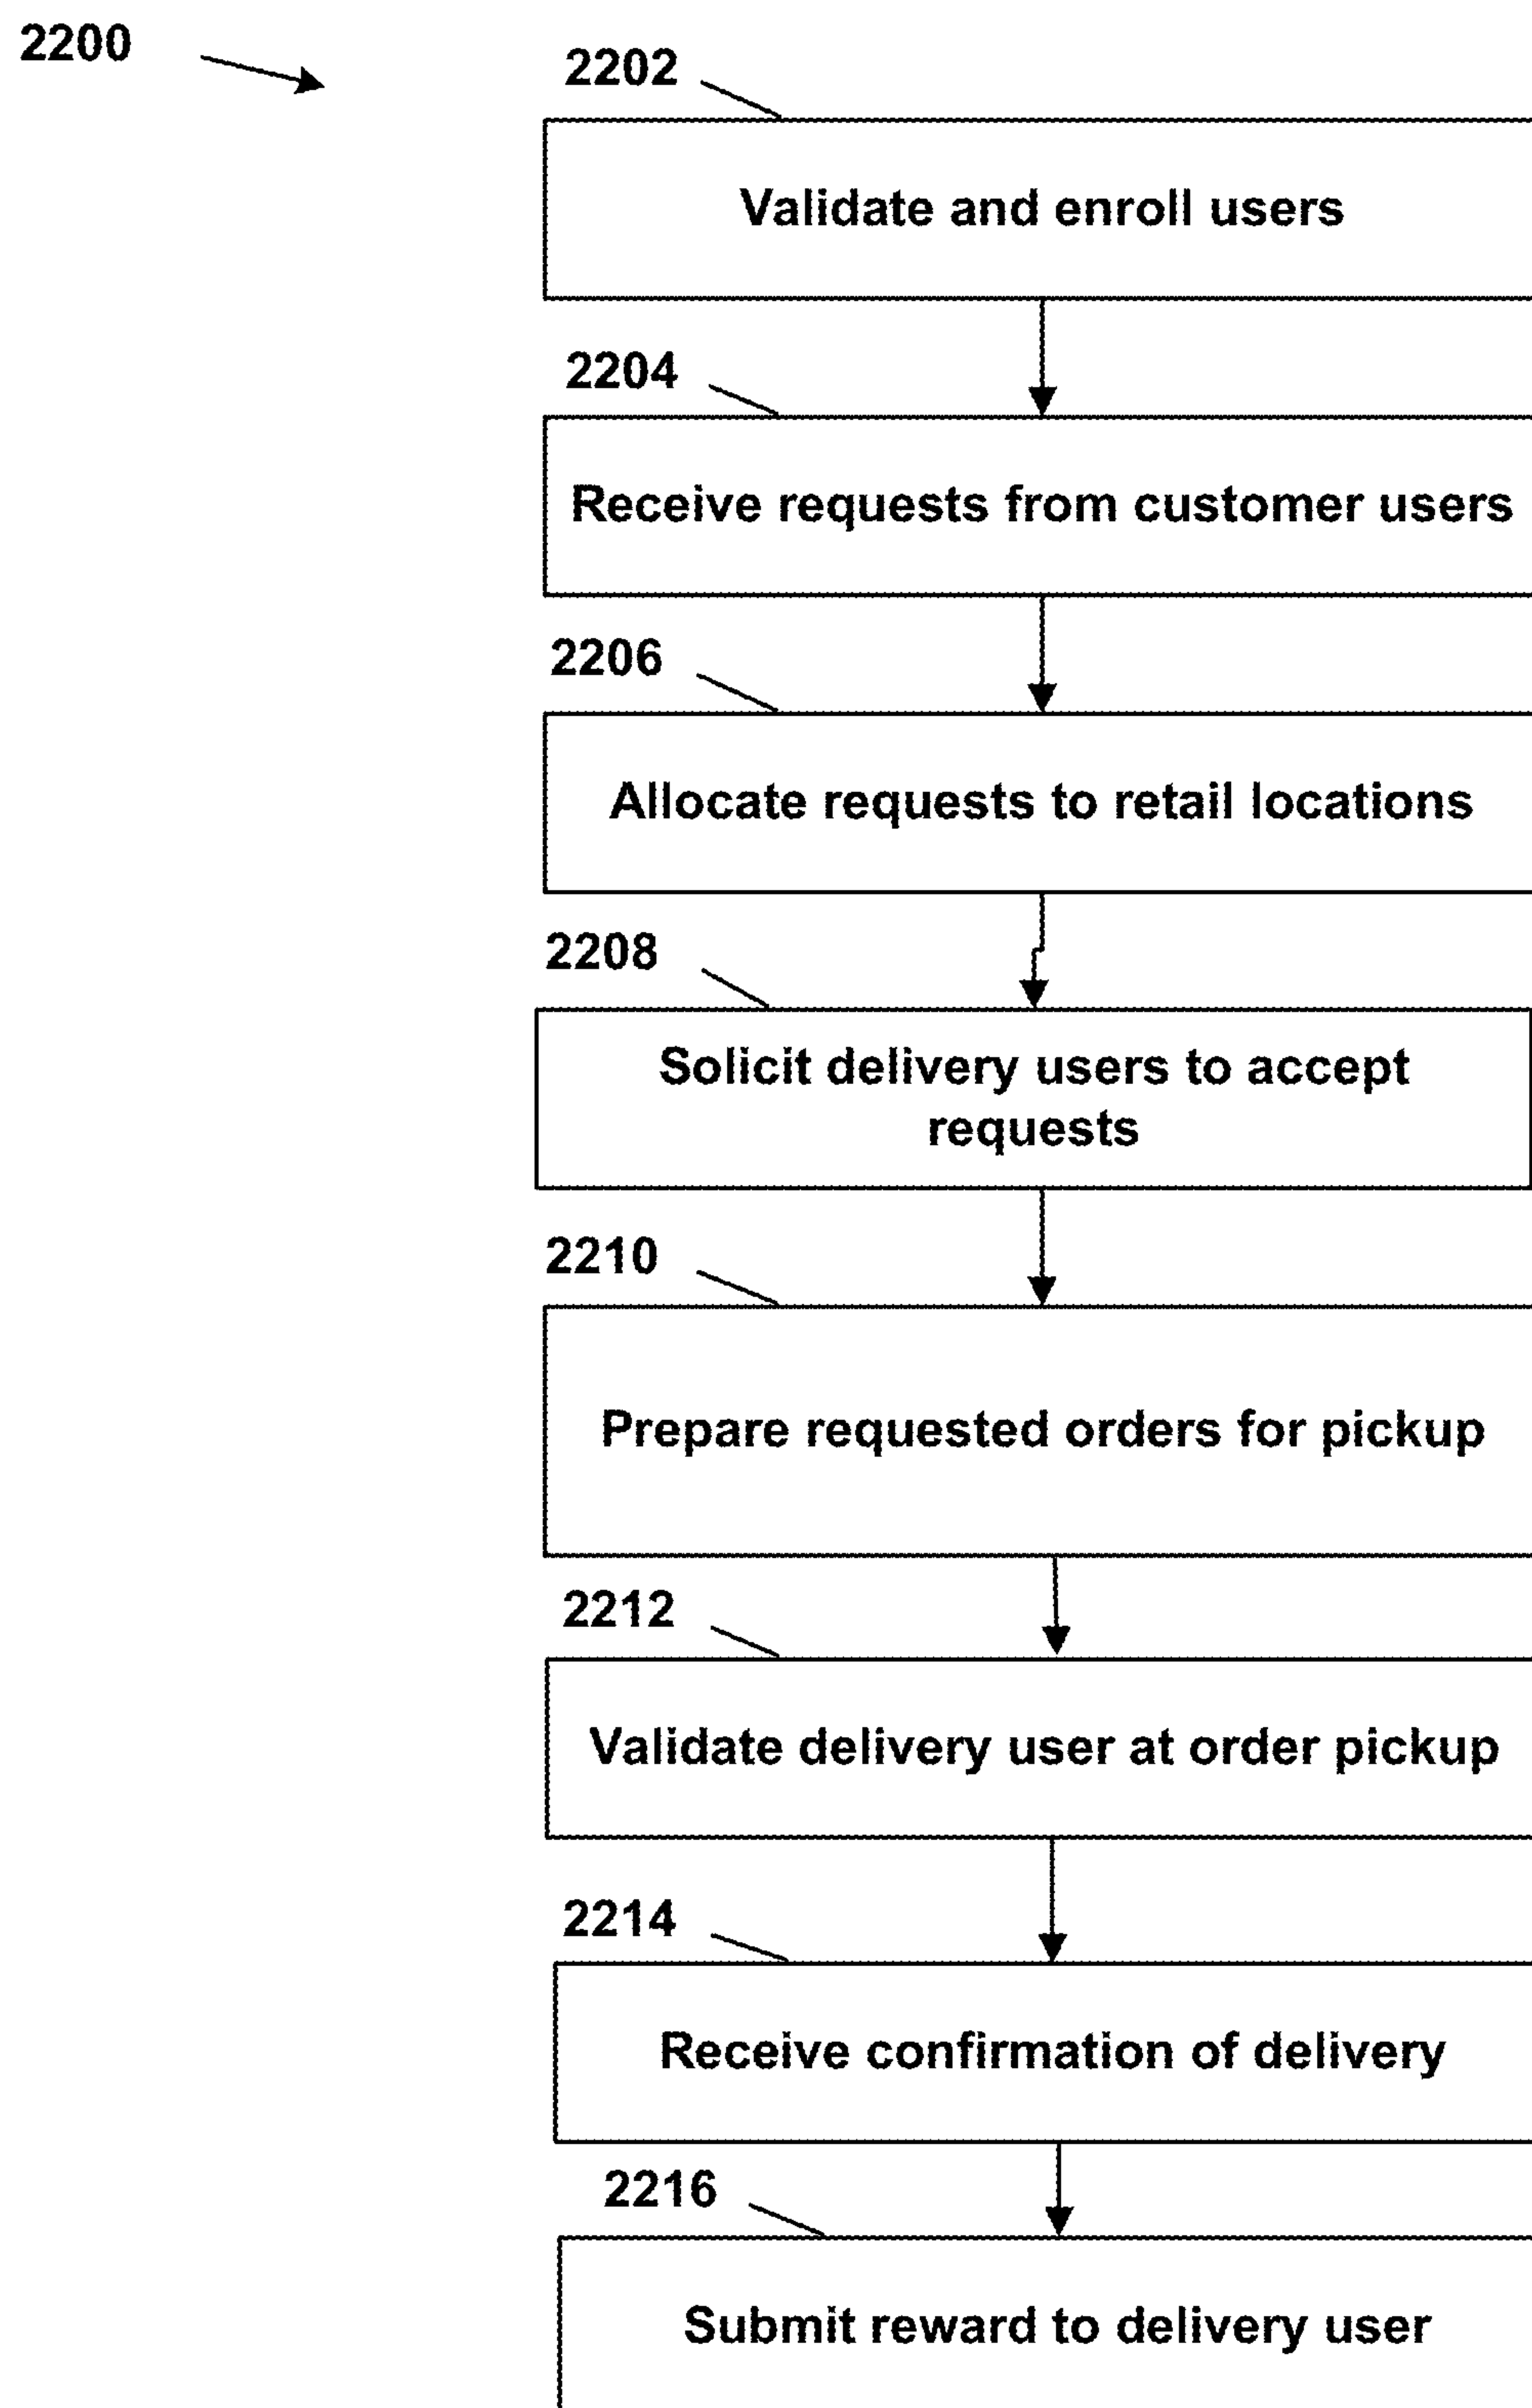 2200
2202
Validate and enroll users
2204
Receive requests from customer users
2206
Allocate requests to retail locations
2208
Solicit delivery users to accept
requests
2210
Prepare requested orders for pickup
2212
Validate delivery user at order pickup
2214
Receive confirmation of delivery
2216
Submit reward to delivery user